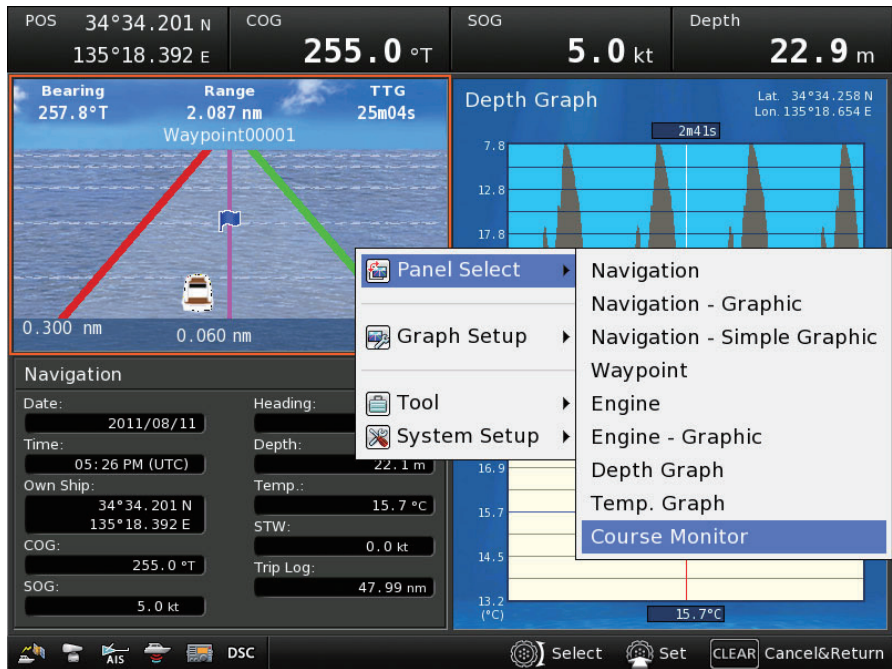 POS 34°34.201 N
135°18.392 E
COG
255.0 °T
SOG
5.0 kt
Depth
22.9 m
Bearing
257.8°T
Range
2.087 nm
TTG
25m04s
Waypoint00001
0.300 nm
0.060 nm
Depth Graph
Lat. 34°34.258 N
Lon. 135°18.654 E
2m41s
7.8
12.8
17.8
16.9
15.7
14.5
13.2
(°C)
15.7°C
Panel Select
Graph Setup
Tool
System Setup
Navigation
Navigation - Graphic
Navigation - Simple Graphic
Waypoint
Engine
Engine - Graphic
Depth Graph
Temp. Graph
Course Monitor
Navigation
Date:
2011/08/11
Time:
05:26 PM (UTC)
Own Ship:
34°34.201 N
135°18.392 E
COG:
255.0 °T
SOG:
5.0 kt
Heading:
Depth:
22.1 m
Temp.:
15.7 °C
STW:
0.0 kt
Trip Log:
47.99 nm
AIS
DSC
Select
Set
CLEAR Cancel&Return